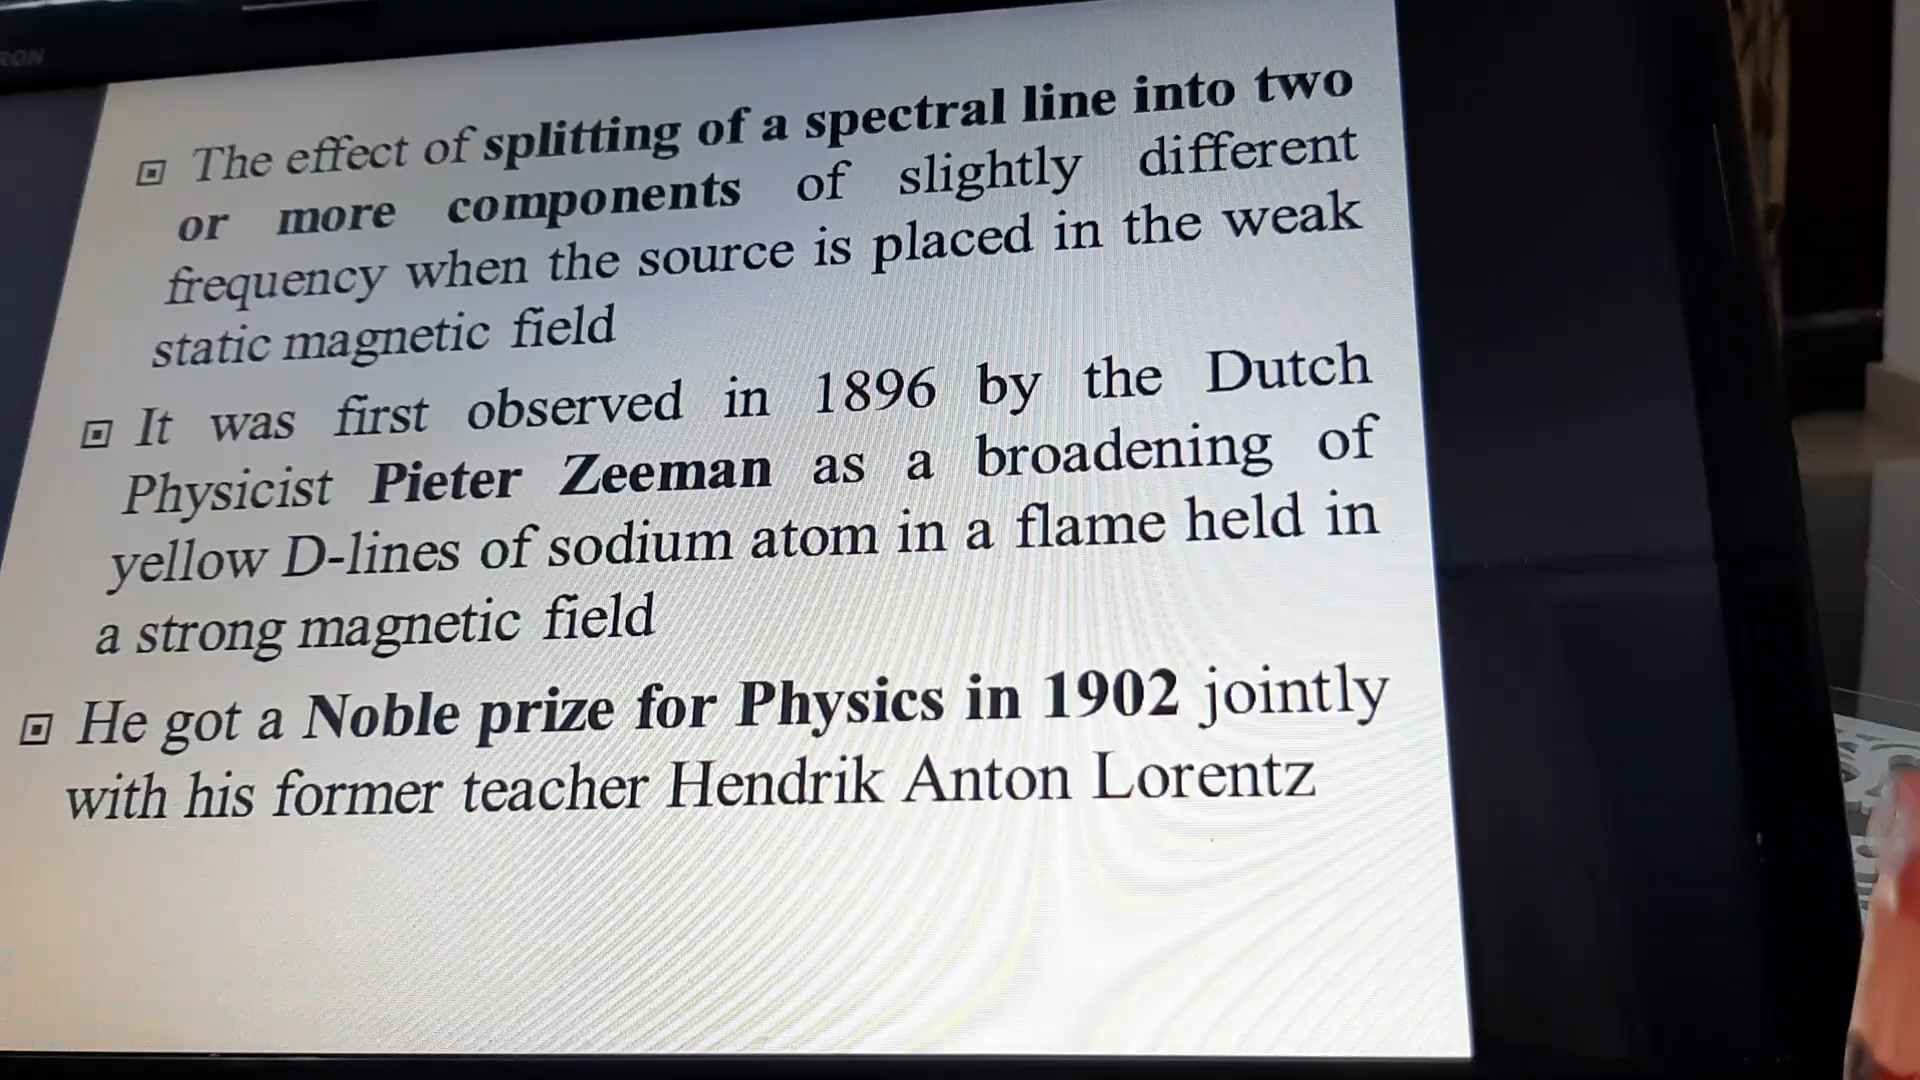 RON
The effect of splitting of a spectral line into two
or more components of slightly different
frequency when the source is placed in the weak
static magnetic field
It was first observed in 1896 by the Dutch
Physicist Pieter Zeeman as a broadening of
yellow D-lines of sodium atom in a flame held in
a strong magnetic field
He got a Noble prize for Physics in 1902 jointly
with his former teacher Hendrik Anton Lorentz